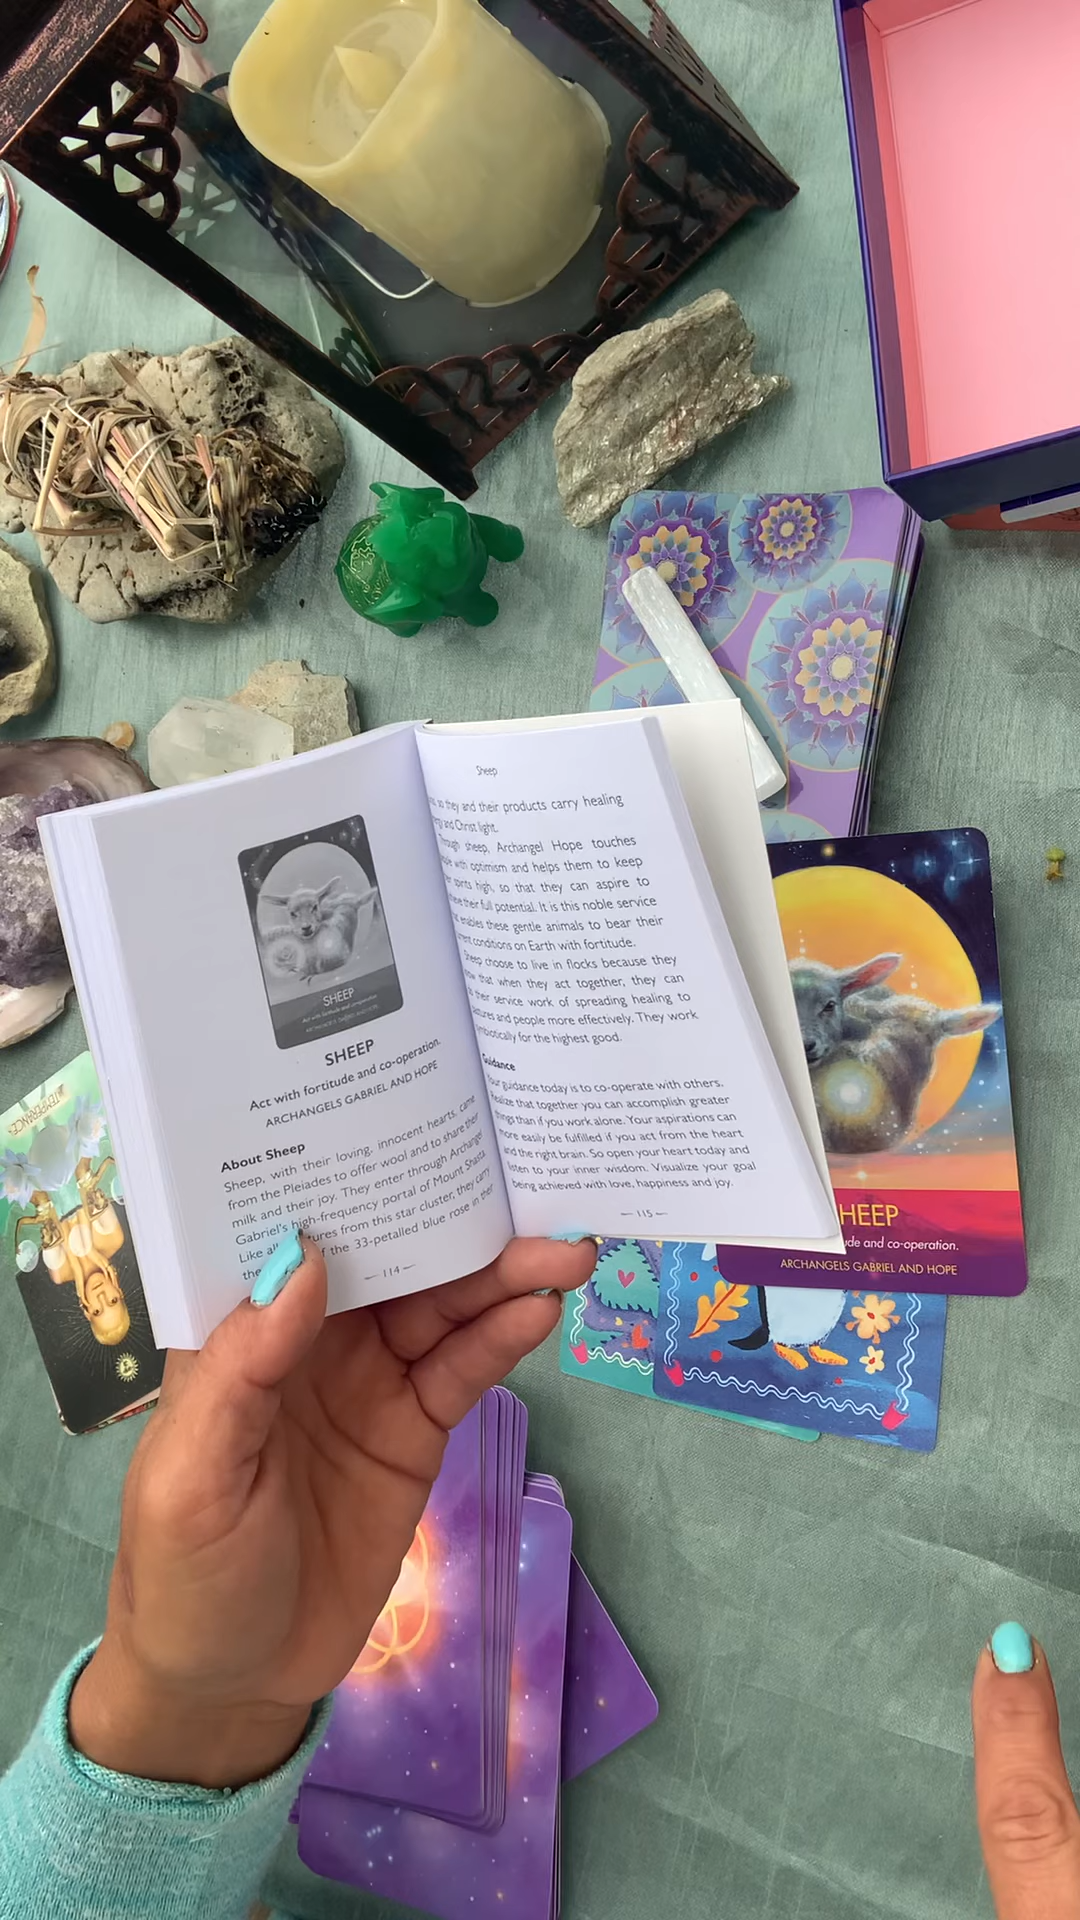 SHEEP
Act with fortitude and co-operation.
ARCHANGELS GABRIEL AND HOPE
SHEEP
Act with fortitude and co-operation.
ARCHANGELS GABRIEL AND HOPE
About Sheep
Sheep, with their loving, innocent hearts, came
from the Pleiades to offer wool and to share their
milk and their joy. They enter through Archangel
Gabriel's high-frequency portal of Mount Shasta.
Like all from this star cluster, they carry
the of the 33-petalled blue rose in their
— 114 —
Sheep
so they and their products carry healing
and Christ light.
Through sheep, Archangel Hope touches
with optimism and helps them to keep
spirits high, so that they can aspire to
their full potential. It is this noble service
enables these gentle animals to bear their
conditions on Earth with fortitude.
Sheep choose to live in flocks because they
that when they act together, they can
their service work of spreading healing to
and people more effectively. They work
symbiotically for the highest good.
Guidance
Your guidance today is to co-operate with others.
Realize that together you can accomplish greater
things than if you work alone. Your aspirations can
more easily be fulfilled if you act from the heart
and the right brain. So open your heart today and
listen to your inner wisdom. Visualize your goal
being achieved with love, happiness and joy.
— 115 —
HEEP
and co-operation.
ARCHANGELS GABRIEL AND HOPE
TEMPERANCE